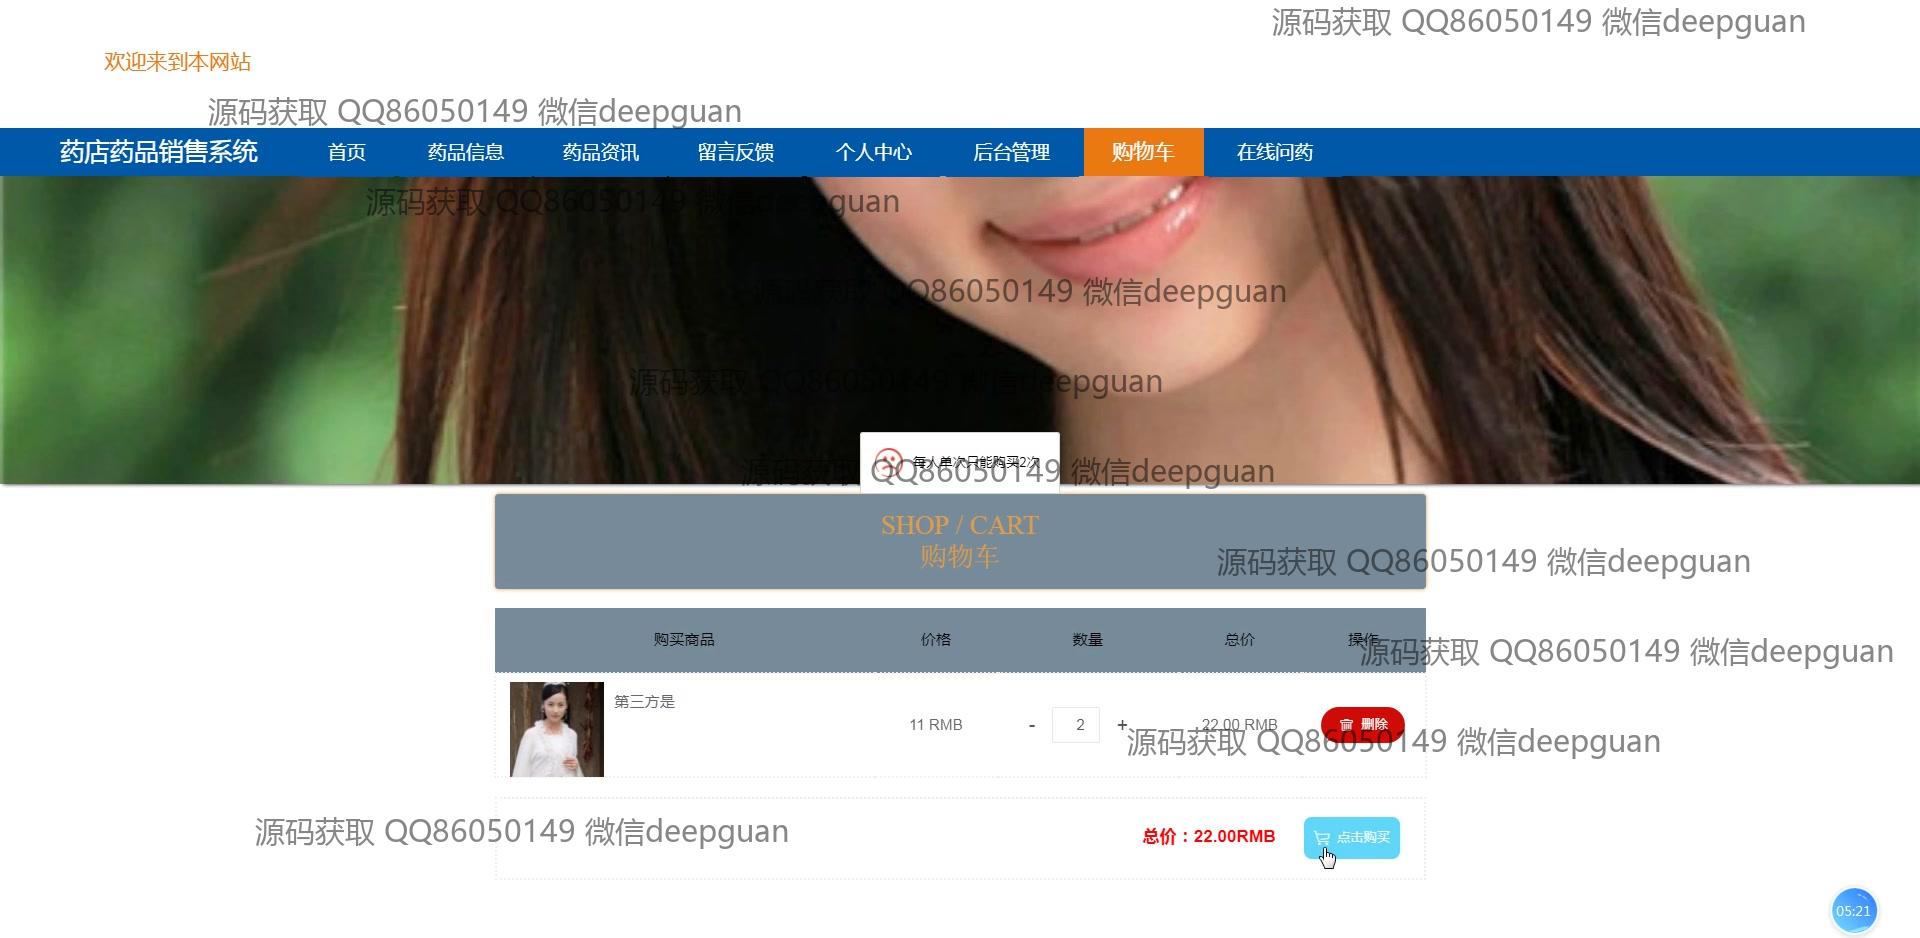 源码获取 QQ86050149 微信deepguan
欢迎来到本网站
源码获取 QQ86050149 微信deepguan
药店药品销售系统 首页 药品信息 药品资讯 留言反馈 个人中心 后台管理 购物车 在线问药
源码获取 QQ86050149 微信deepguan
源码获取 QQ86050149 微信deepguan
源码获取 QQ86050149 微信deepguan
每人单次只能购买2次
源码获取 QQ86050149 微信deepguan
SHOP / CART
购物车
源码获取 QQ86050149 微信deepguan
购买商品 价格 数量 总价 操作
源码获取 QQ86050149 微信deepguan
第三方是
11 RMB - 2 + 22.00 RMB 删除
源码获取 QQ86050149 微信deepguan
源码获取 QQ86050149 微信deepguan
总价：22.00RMB 点击购买
05:21